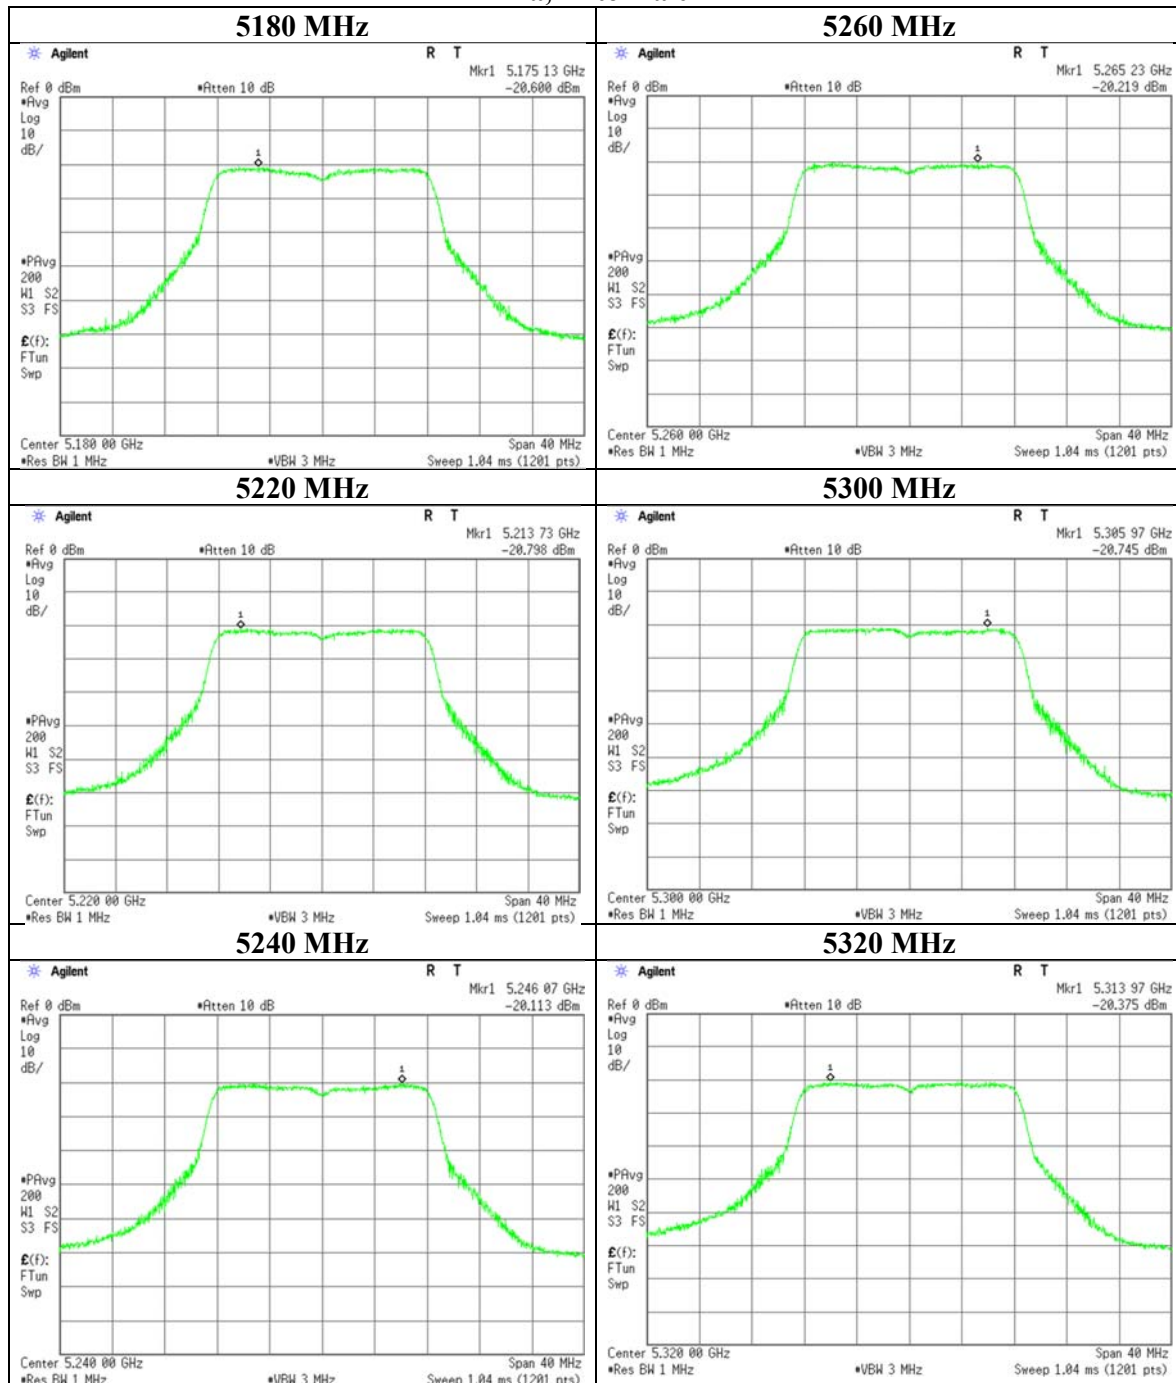 5180 MHz
Agilent
R T
Mkr1 5.175 13 GHz
Ref 0 dBm
*Atten 10 dB
-20.600 dBm
*Avg
Log
10
dB/
1
*PAvg
200
W1 S2
S3 FS
£(f):
FTun
Swp
Center 5.180 00 GHz
Span 40 MHz
*Res BW 1 MHz
*VBW 3 MHz
Sweep 1.04 ms (1201 pts)
5260 MHz
Agilent
R T
Mkr1 5.265 23 GHz
Ref 0 dBm
*Atten 10 dB
-20.219 dBm
*Avg
Log
10
dB/
1
*PAvg
200
W1 S2
S3 FS
£(f):
FTun
Swp
Center 5.260 00 GHz
Span 40 MHz
*Res BW 1 MHz
*VBW 3 MHz
Sweep 1.04 ms (1201 pts)
5220 MHz
Agilent
R T
Mkr1 5.213 73 GHz
Ref 0 dBm
*Atten 10 dB
-20.798 dBm
*Avg
Log
10
dB/
1
*PAvg
200
W1 S2
S3 FS
£(f):
FTun
Swp
Center 5.220 00 GHz
Span 40 MHz
*Res BW 1 MHz
*VBW 3 MHz
Sweep 1.04 ms (1201 pts)
5300 MHz
Agilent
R T
Mkr1 5.305 97 GHz
Ref 0 dBm
*Atten 10 dB
-20.745 dBm
*Avg
Log
10
dB/
1
*PAvg
200
W1 S2
S3 FS
£(f):
FTun
Swp
Center 5.300 00 GHz
Span 40 MHz
*Res BW 1 MHz
*VBW 3 MHz
Sweep 1.04 ms (1201 pts)
5240 MHz
Agilent
R T
Mkr1 5.246 07 GHz
Ref 0 dBm
*Atten 10 dB
-20.113 dBm
*Avg
Log
10
dB/
1
*PAvg
200
W1 S2
S3 FS
£(f):
FTun
Swp
Center 5.240 00 GHz
Span 40 MHz
*Res BW 1 MHz
*VBW 3 MHz
Sweep 1.04 ms (1201 pts)
5320 MHz
Agilent
R T
Mkr1 5.313 97 GHz
Ref 0 dBm
*Atten 10 dB
-20.375 dBm
*Avg
Log
10
dB/
1
*PAvg
200
W1 S2
S3 FS
£(f):
FTun
Swp
Center 5.320 00 GHz
Span 40 MHz
*Res BW 1 MHz
*VBW 3 MHz
Sweep 1.04 ms (1201 pts)